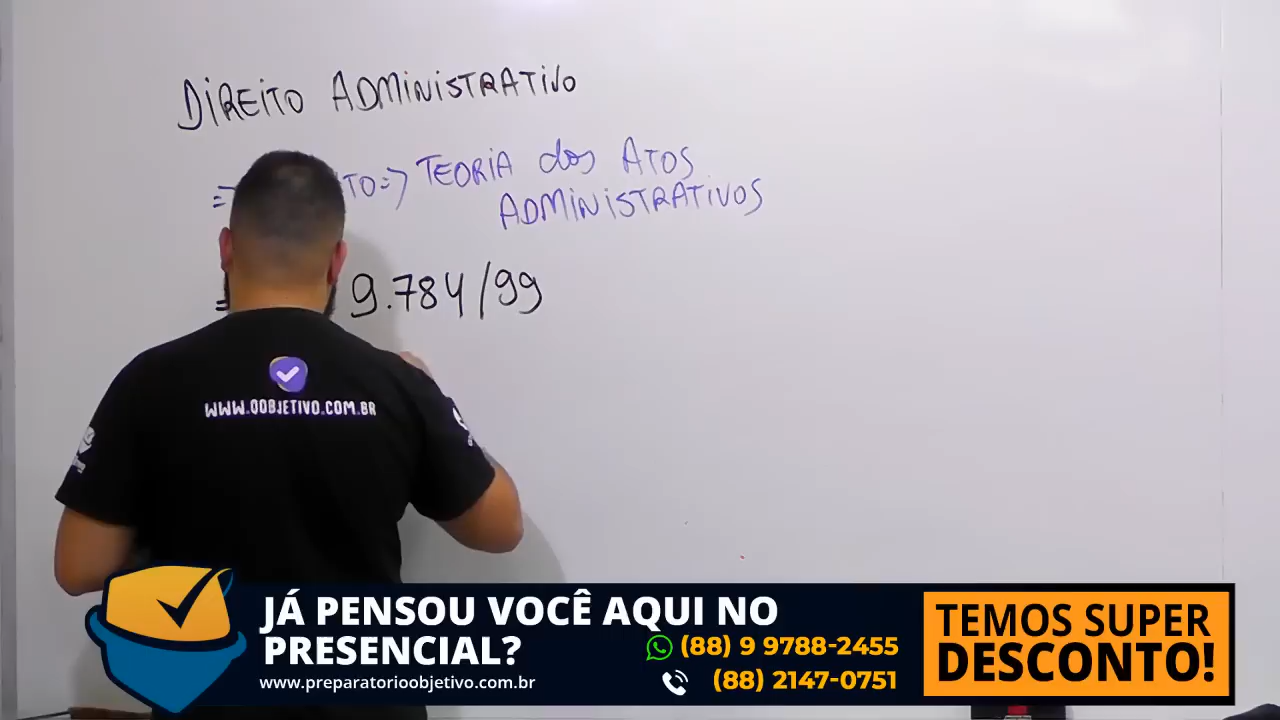 DIREITO ADMINISTRATIVO
=> TO => TEORIA dos ATOS
ADMINISTRATIVOS
9.784/99
WWW.OOBJETIVO.COM.BR
JÁ PENSOU VOCÊ AQUI NO
PRESENCIAL?
www.preparatorioobjetivo.com.br
(88) 9 9788-2455
(88) 2147-0751
TEMOS SUPER
DESCONTO!